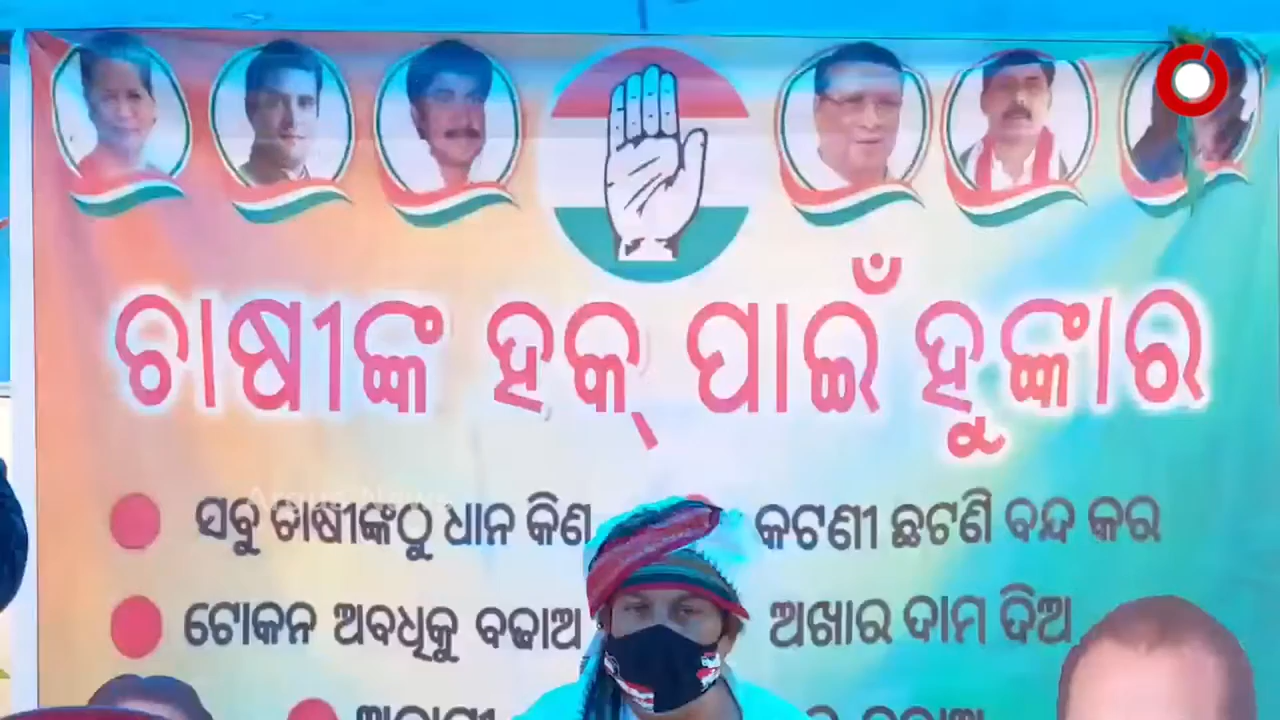 ଚାଷୀଙ୍କ ହକ୍ ପାଇଁ ହୁଙ୍କାର
ସବୁ ଚାଷୀଙ୍କଠୁ ଧାନ କିଣ
କଟଣୀ ଛଟଣି ବନ୍ଦ କର
ଟୋକନ ଅବଧିକୁ ବଢାଅ
ଅଖାର ଦାମ ଦିଅ